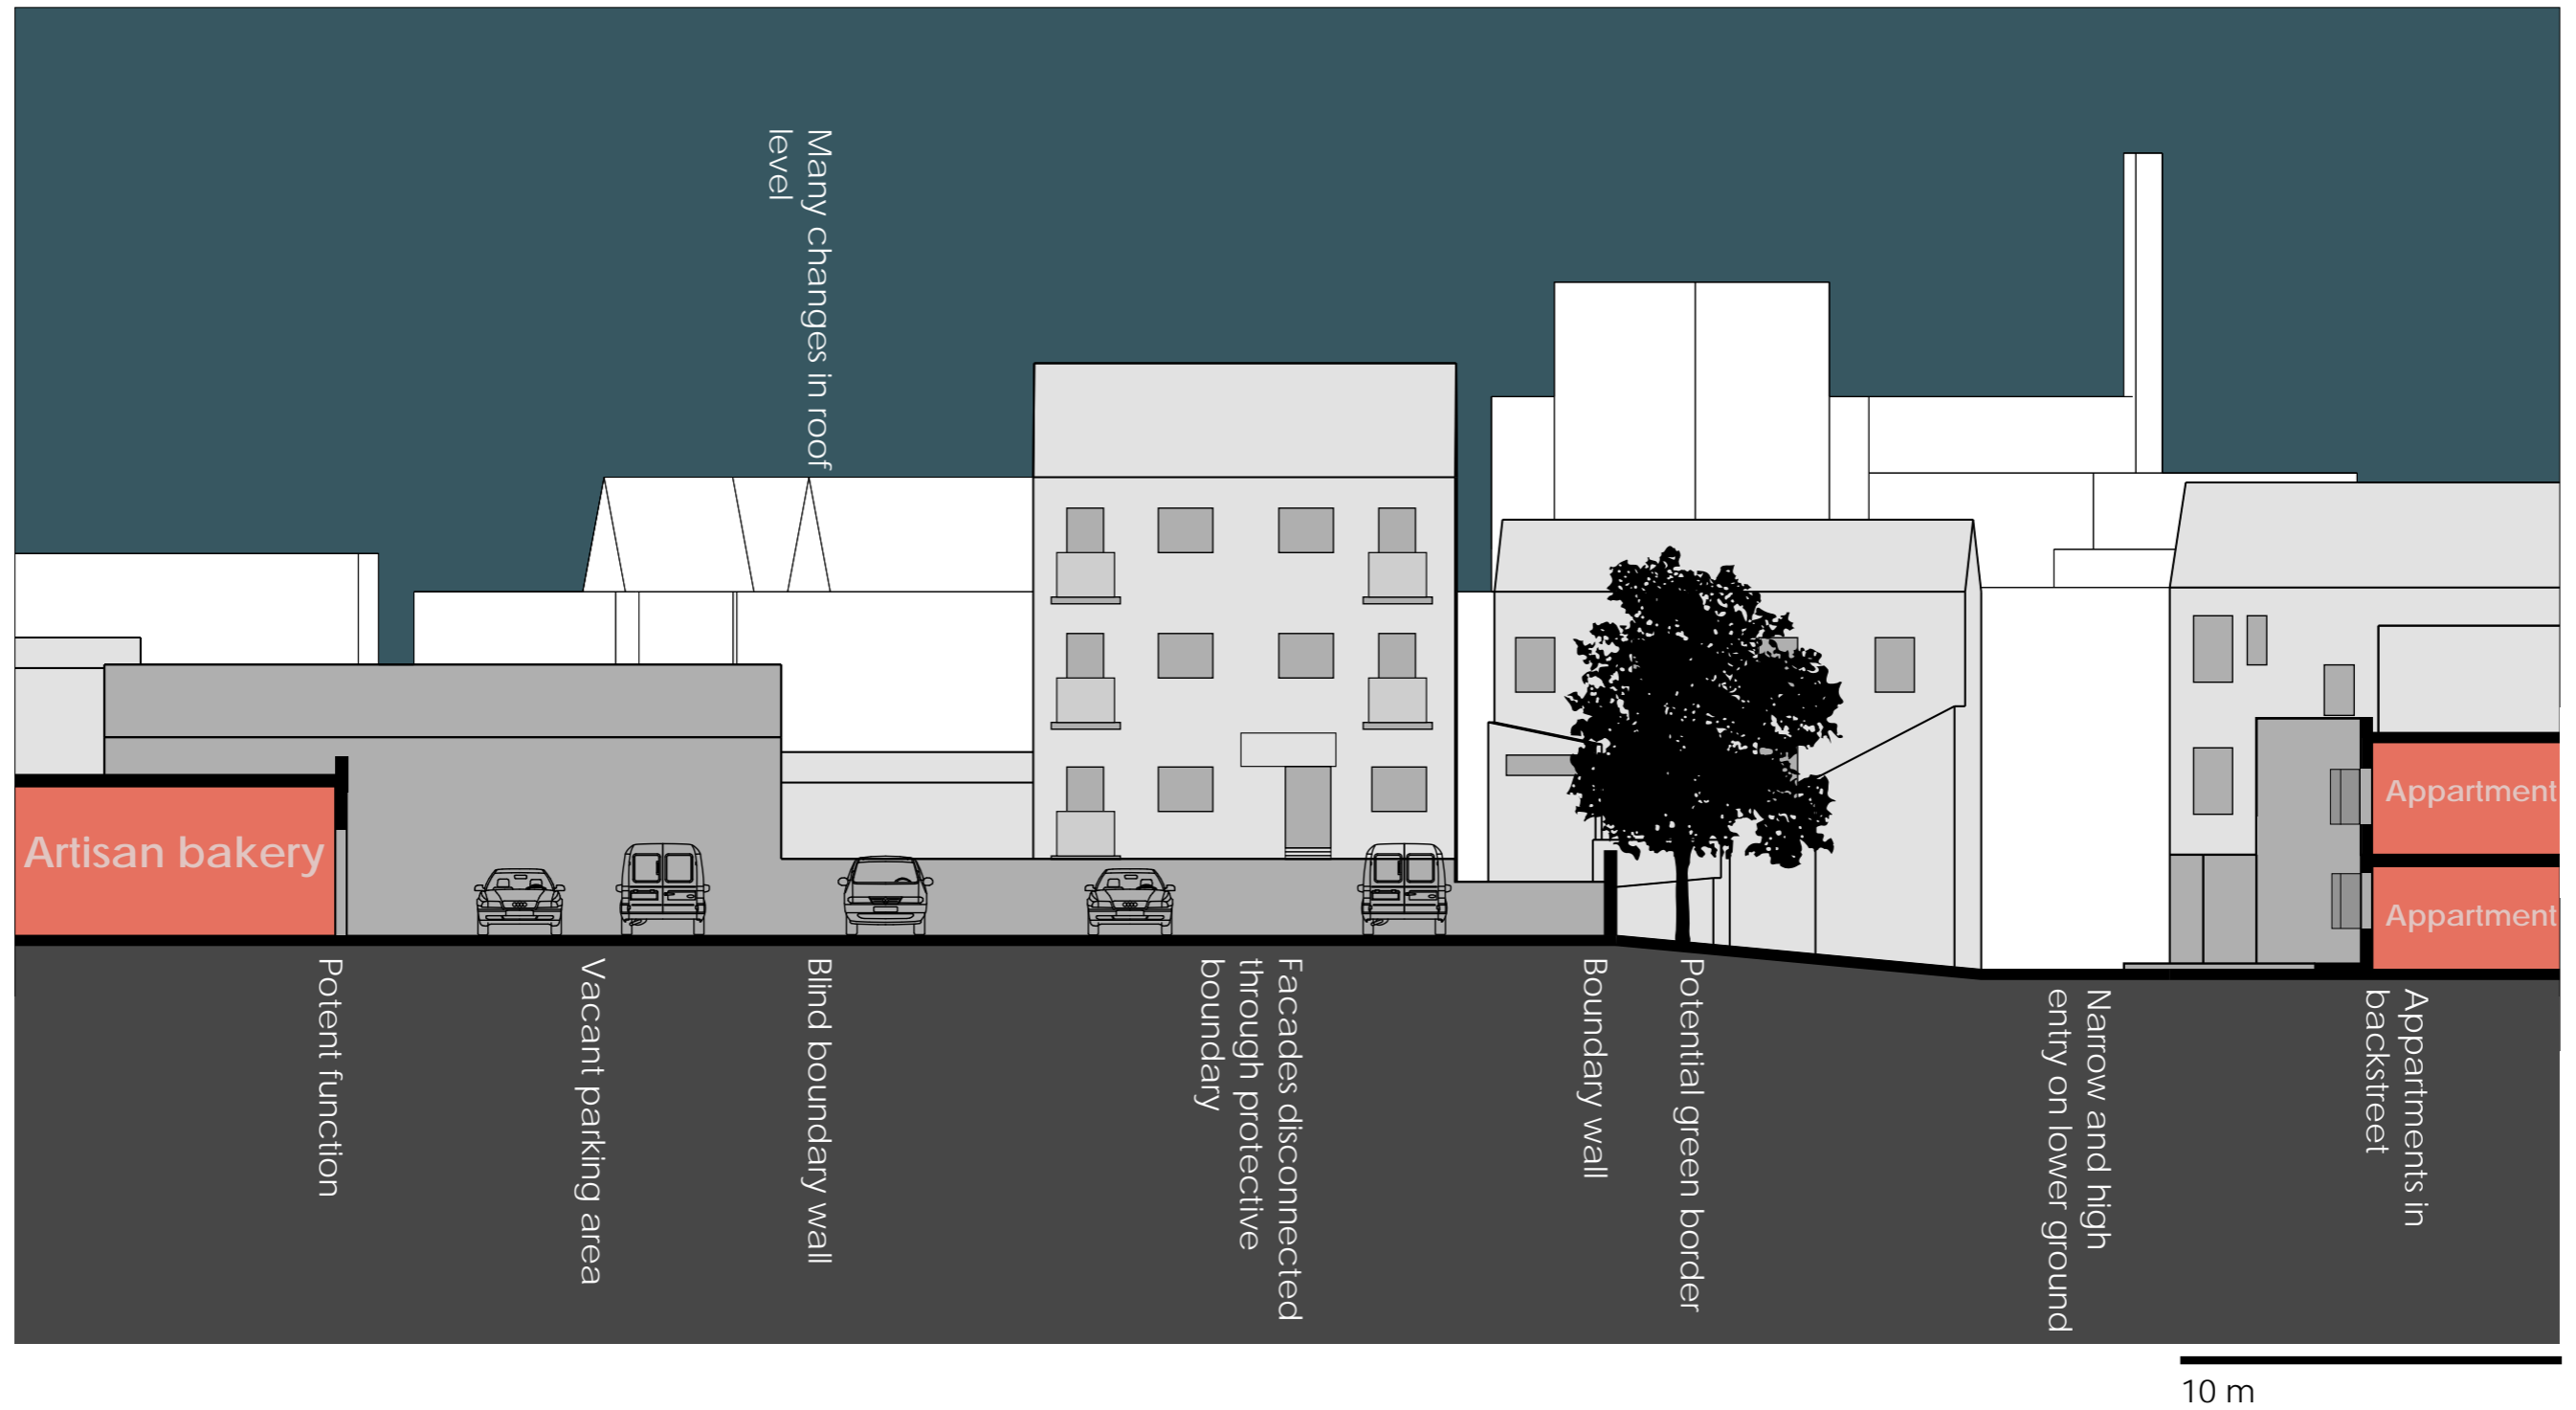 Many changes in roof
level
Artisan bakery
Appartment
Appartment
Potent function
Vacant parking area
Blind boundary wall
Facades disconnected
through protective
boundary
Boundary wall
Potential green border
Narrow and high
entry on lower ground
Appartments in
backstreet
10 m